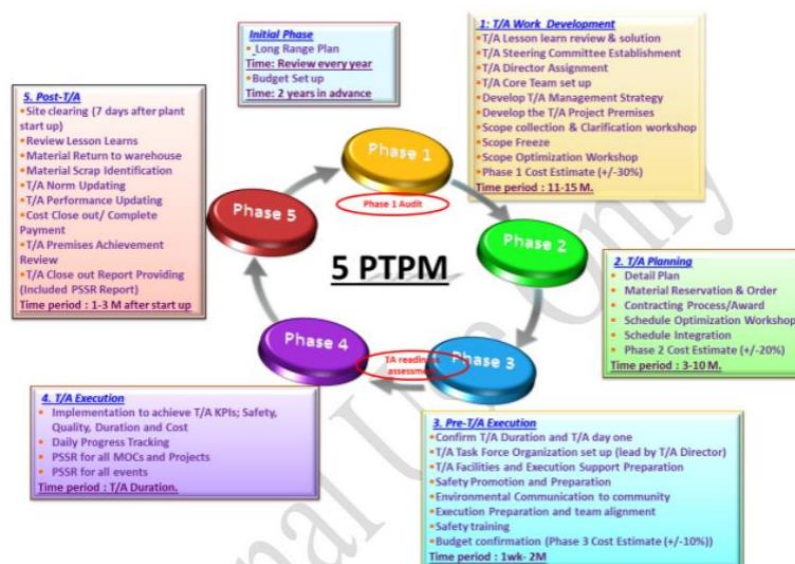 Initial Phase
Long Range Plan
Time: Review every year
Budget Set up
Time: 2 years in advance
1: T/A Work Development
T/A Lesson learn review & solution
T/A Steering Committee Establishment
T/A Director Assignment
T/A Core Team set up
Develop T/A Management Strategy
Develop the T/A Project Premises
Scope collection & Clarification workshop
Scope Freeze
Scope Optimization Workshop
Phase 1 Cost Estimate (+/-30%)
Time period : 11-15 M.
5. Post-T/A
Site clearing (7 days after plant
start up)
Review Lesson Learns
Material Return to warehouse
Material Scrap Identification
T/A Norm Updating
T/A Performance Updating
Cost Close out/ Complete
Payment
T/A Premises Achievement
Review
T/A Close out Report Providing
(Included PSSR Report)
Time period : 1-3 M after start up
Phase 1
Phase 1 Audit
Phase 5
Phase 2
5 PTPM
Phase 4
TA readiness
assessment
Phase 3
2. T/A Planning
Detail Plan
Material Reservation & Order
Contracting Process/Award
Schedule Optimization Workshop
Schedule Integration
Phase 2 Cost Estimate (+/-20%)
Time period : 3-10 M.
4. T/A Execution
Implementation to achieve T/A KPIs; Safety,
Quality, Duration and Cost
Daily Progress Tracking
PSSR for all MOCs and Projects
PSSR for all events
Time period : T/A Duration.
3. Pre-T/A Execution
Confirm T/A Duration and T/A day one
T/A Task Force Organization set up (lead by T/A Director)
T/A Facilities and Execution Support Preparation
Safety Promotion and Preparation
Environmental Communication to community
Execution Preparation and team alignment
Safety training
Budget confirmation (Phase 3 Cost Estimate (+/-10%))
Time period : 1wk- 2M